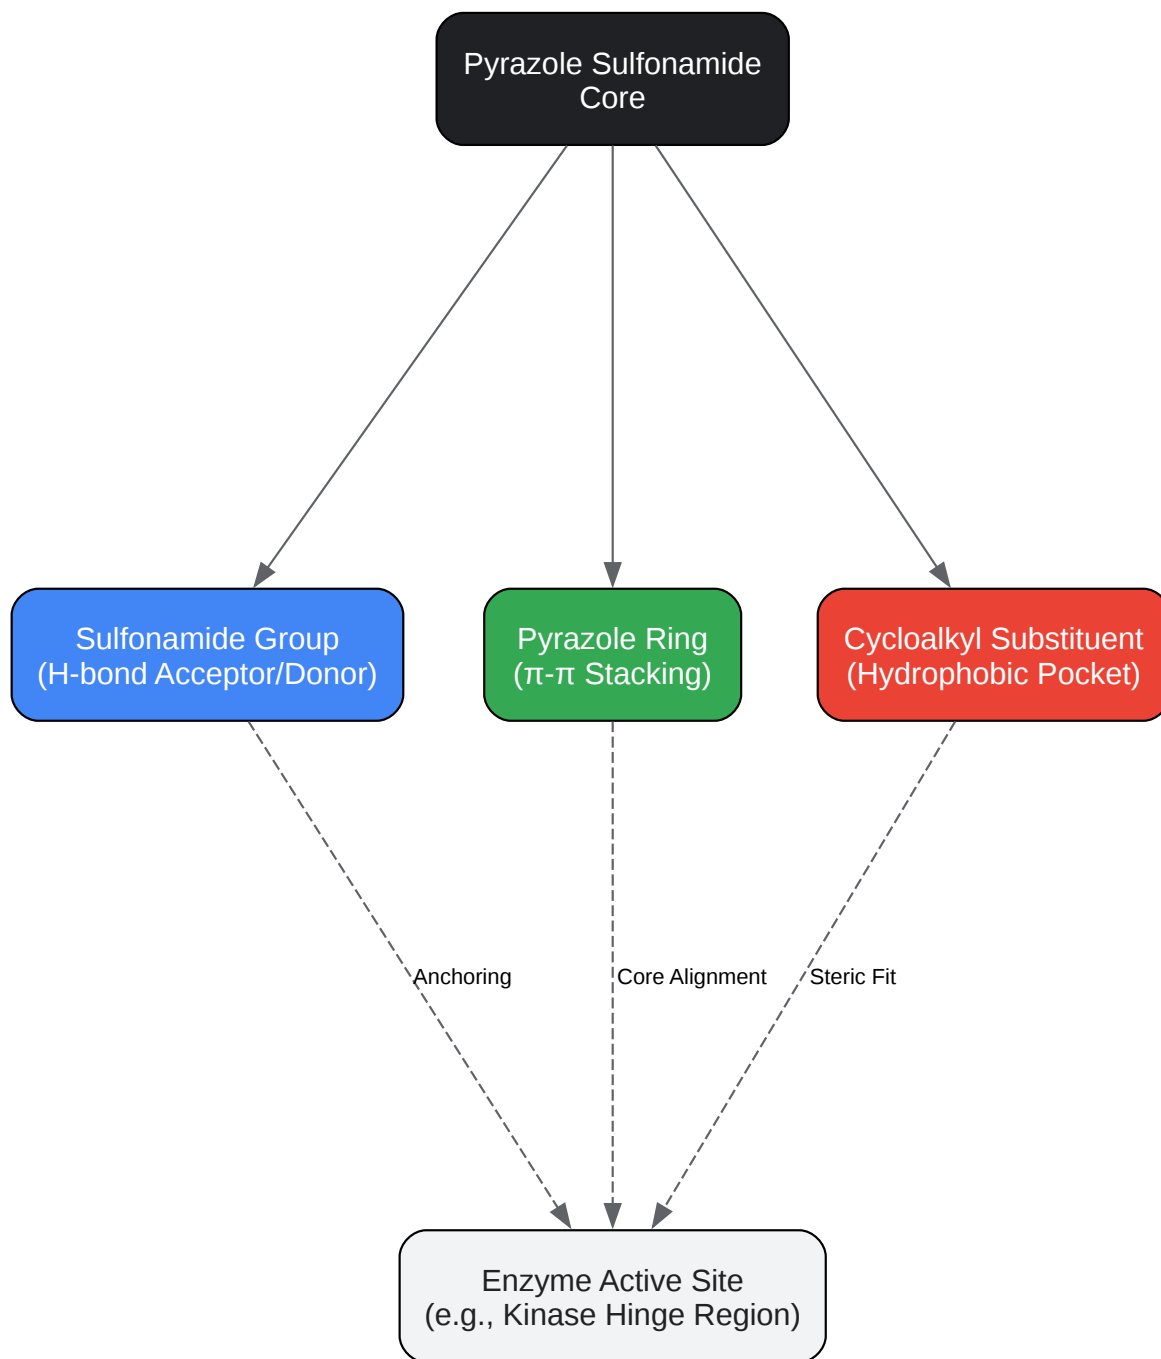 Pyrazole Sulfonamide
Core
Sulfonamide Group
(H-bond Acceptor/Donor)
Pyrazole Ring
(π-π Stacking)
Cycloalkyl Substituent
(Hydrophobic Pocket)
Anchoring
Core Alignment
Steric Fit
Enzyme Active Site
(e.g., Kinase Hinge Region)